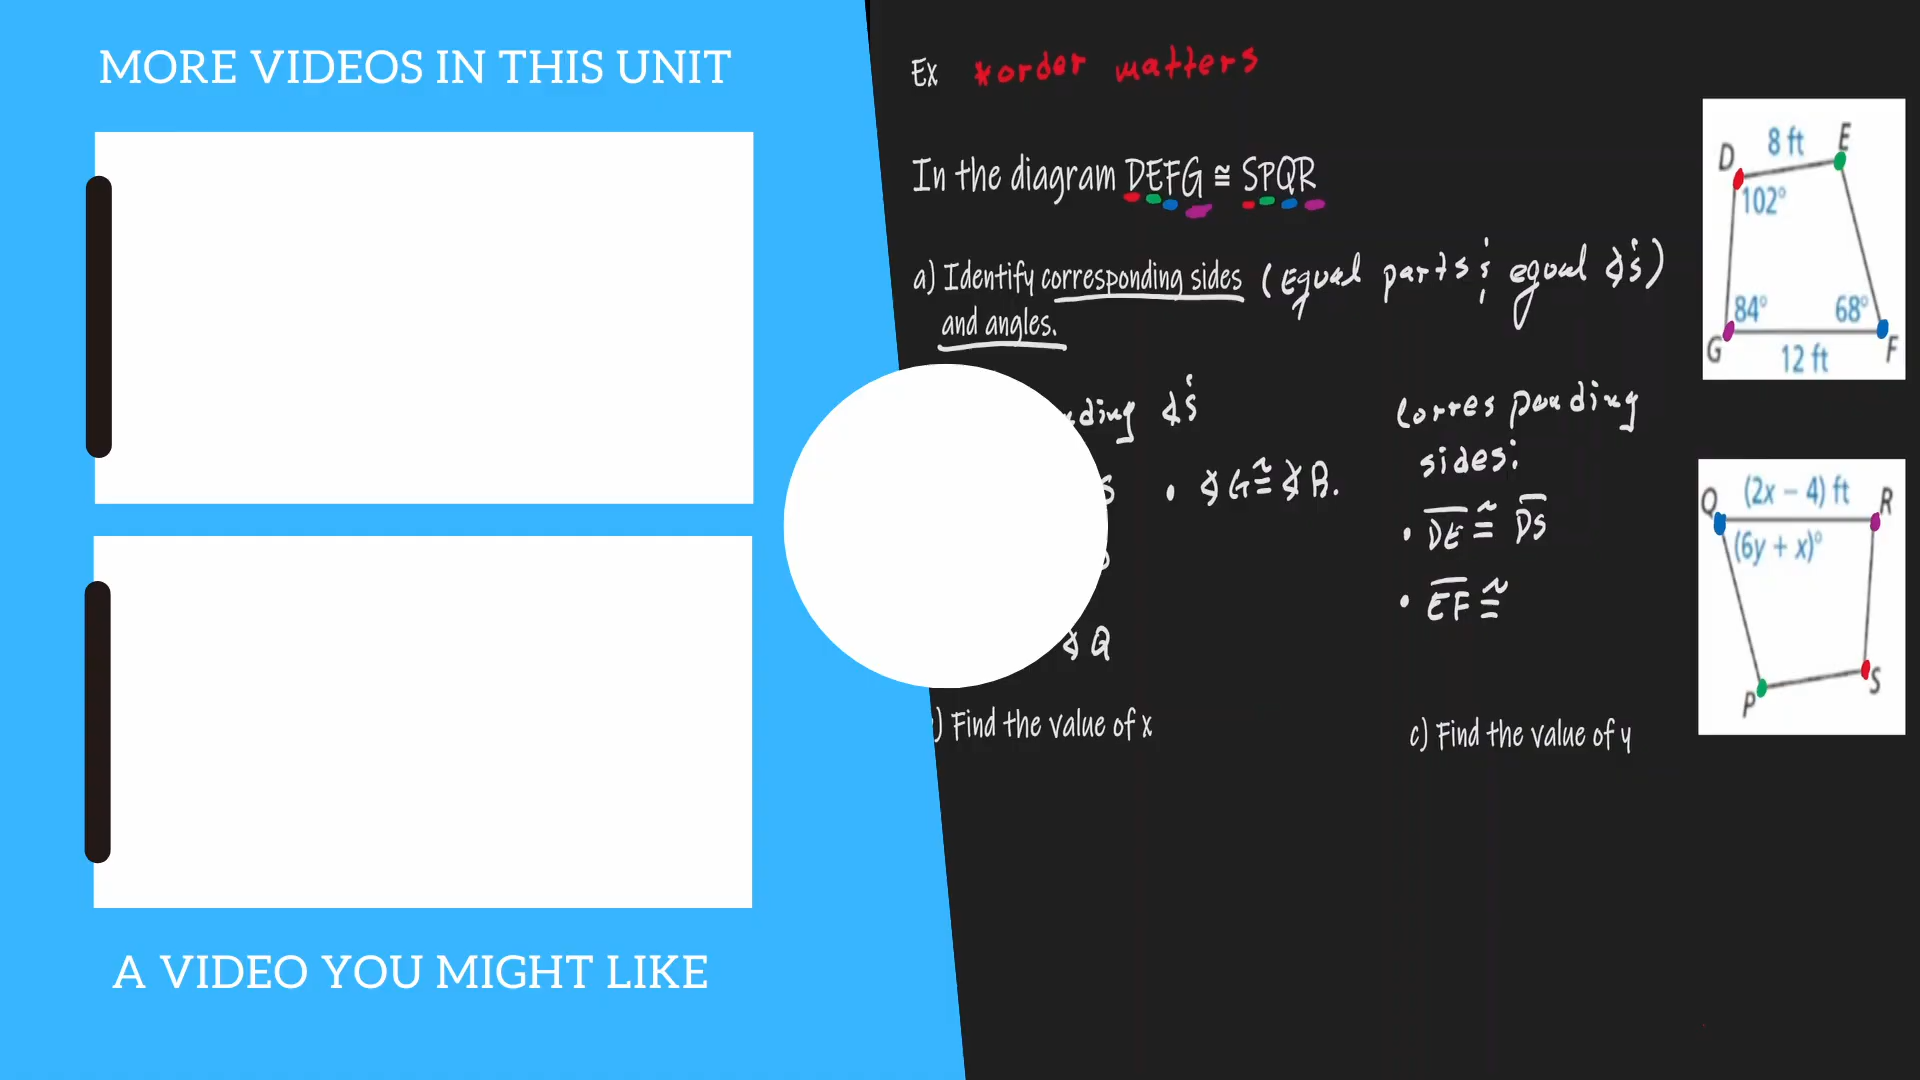 MORE VIDEOS IN THIS UNIT
A VIDEO YOU MIGHT LIKE
Ex *order matters
In the diagram DEFG ≅ SPQR
a) Identify corresponding sides (Equal parts & equal ∢'s)
and angles.
nding ∢'s
S • ∢G ≅ ∢R.
∢Q
Corresponding
sides:
• DE ≅ DS
• EF ≅
) Find the value of x
c) Find the value of y
D 8 ft E
102°
84° 68°
G 12 ft F
Q (2x – 4) ft R
(6y + x)°
P S